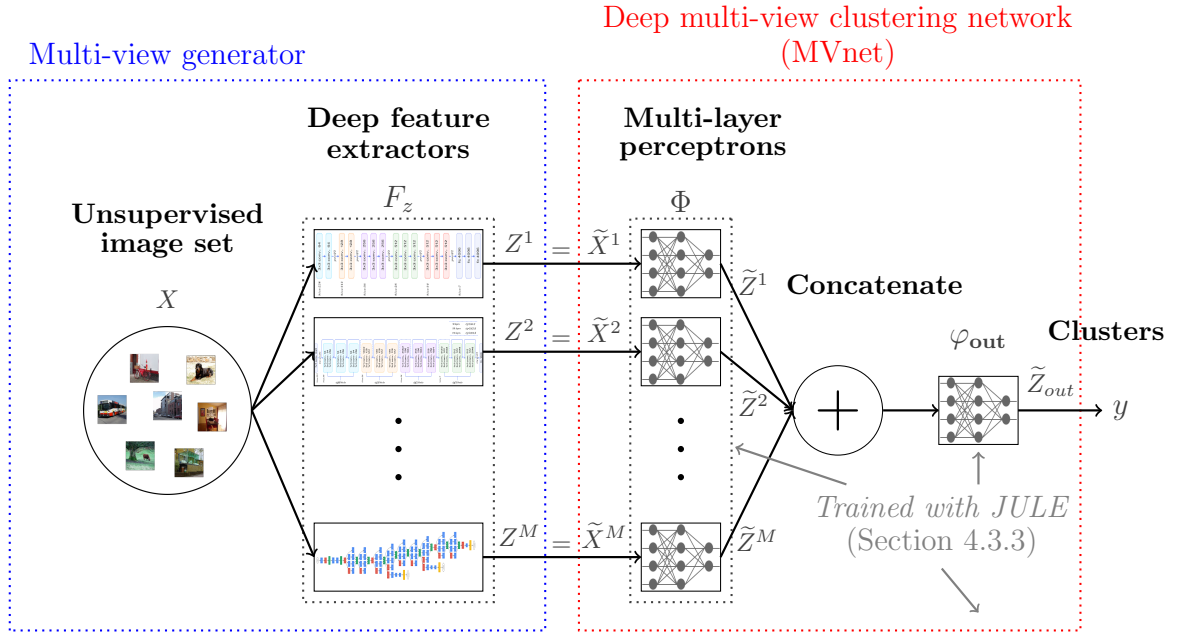 Deep multi-view clustering network
(MVnet)
Multi-view generator
Deep feature
extractors
Multi-layer
perceptrons
Unsupervised
image set
F_z
Φ
X
Z^1 = X̃^1
Z̃^1
Concatenate
Z^2 = X̃^2
φ_out
Clusters
Z̃^2
Z̃_out
y
Trained with JULE
(Section 4.3.3)
Z^M = X̃^M
Z̃^M